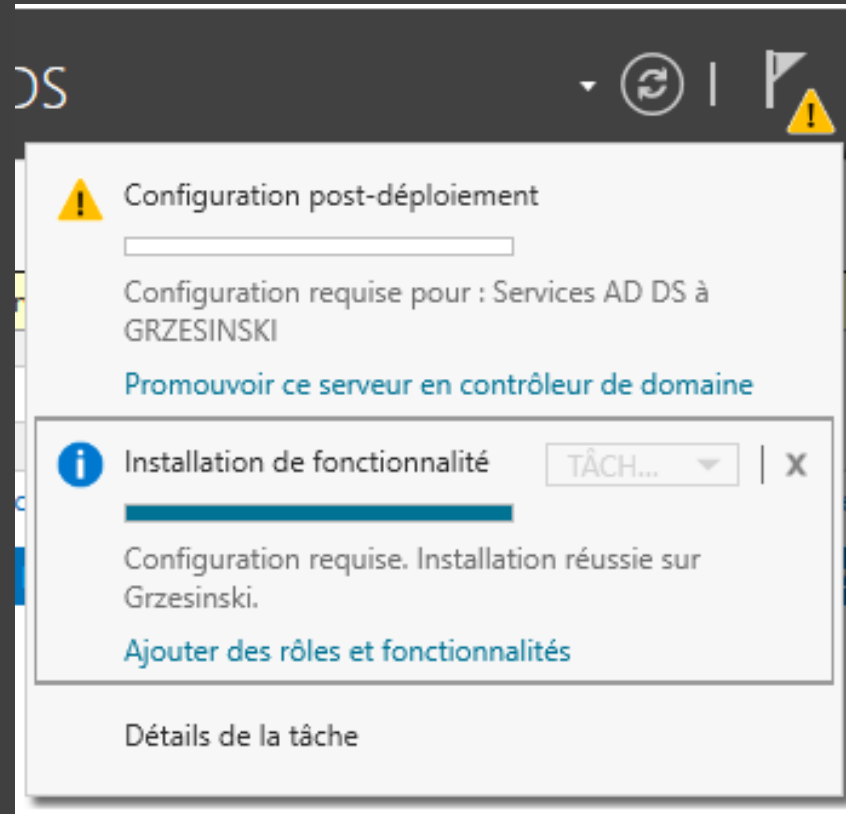 DS
Configuration post-déploiement
Configuration requise pour : Services AD DS à
GRZESINSKI
Promouvoir ce serveur en contrôleur de domaine
Installation de fonctionnalité
TÂCH...
X
Configuration requise. Installation réussie sur
Grzesinski.
Ajouter des rôles et fonctionnalités
Détails de la tâche